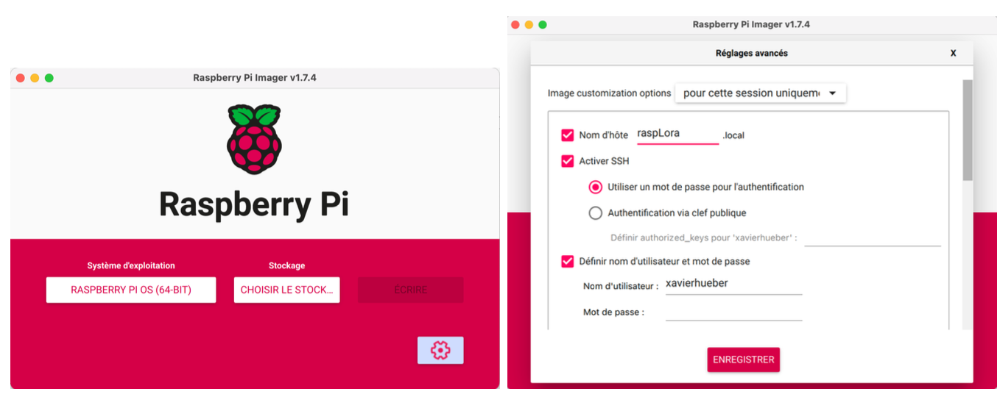 Raspberry Pi Imager v1.7.4
Raspberry Pi
Système d'exploitation
Stockage
RASPBERRY PI OS (64-BIT)
CHOISIR LE STOCK...
ÉCRIRE
Raspberry Pi Imager v1.7.4
Réglages avancés
X
Image customization options
pour cette session uniquem
Nom d'hôte
raspLora
.local
Activer SSH
Utiliser un mot de passe pour l'authentification
Authentification via clef publique
Définir authorized_keys pour 'xavierhueber' :
Définir nom d'utilisateur et mot de passe
Nom d'utilisateur :
xavierhueber
Mot de passe :
ENREGISTRER